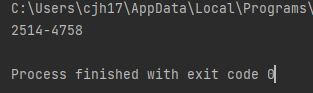 C:\Users\cjh17\AppData\Local\Programs\
2514-4758
Process finished with exit code 0